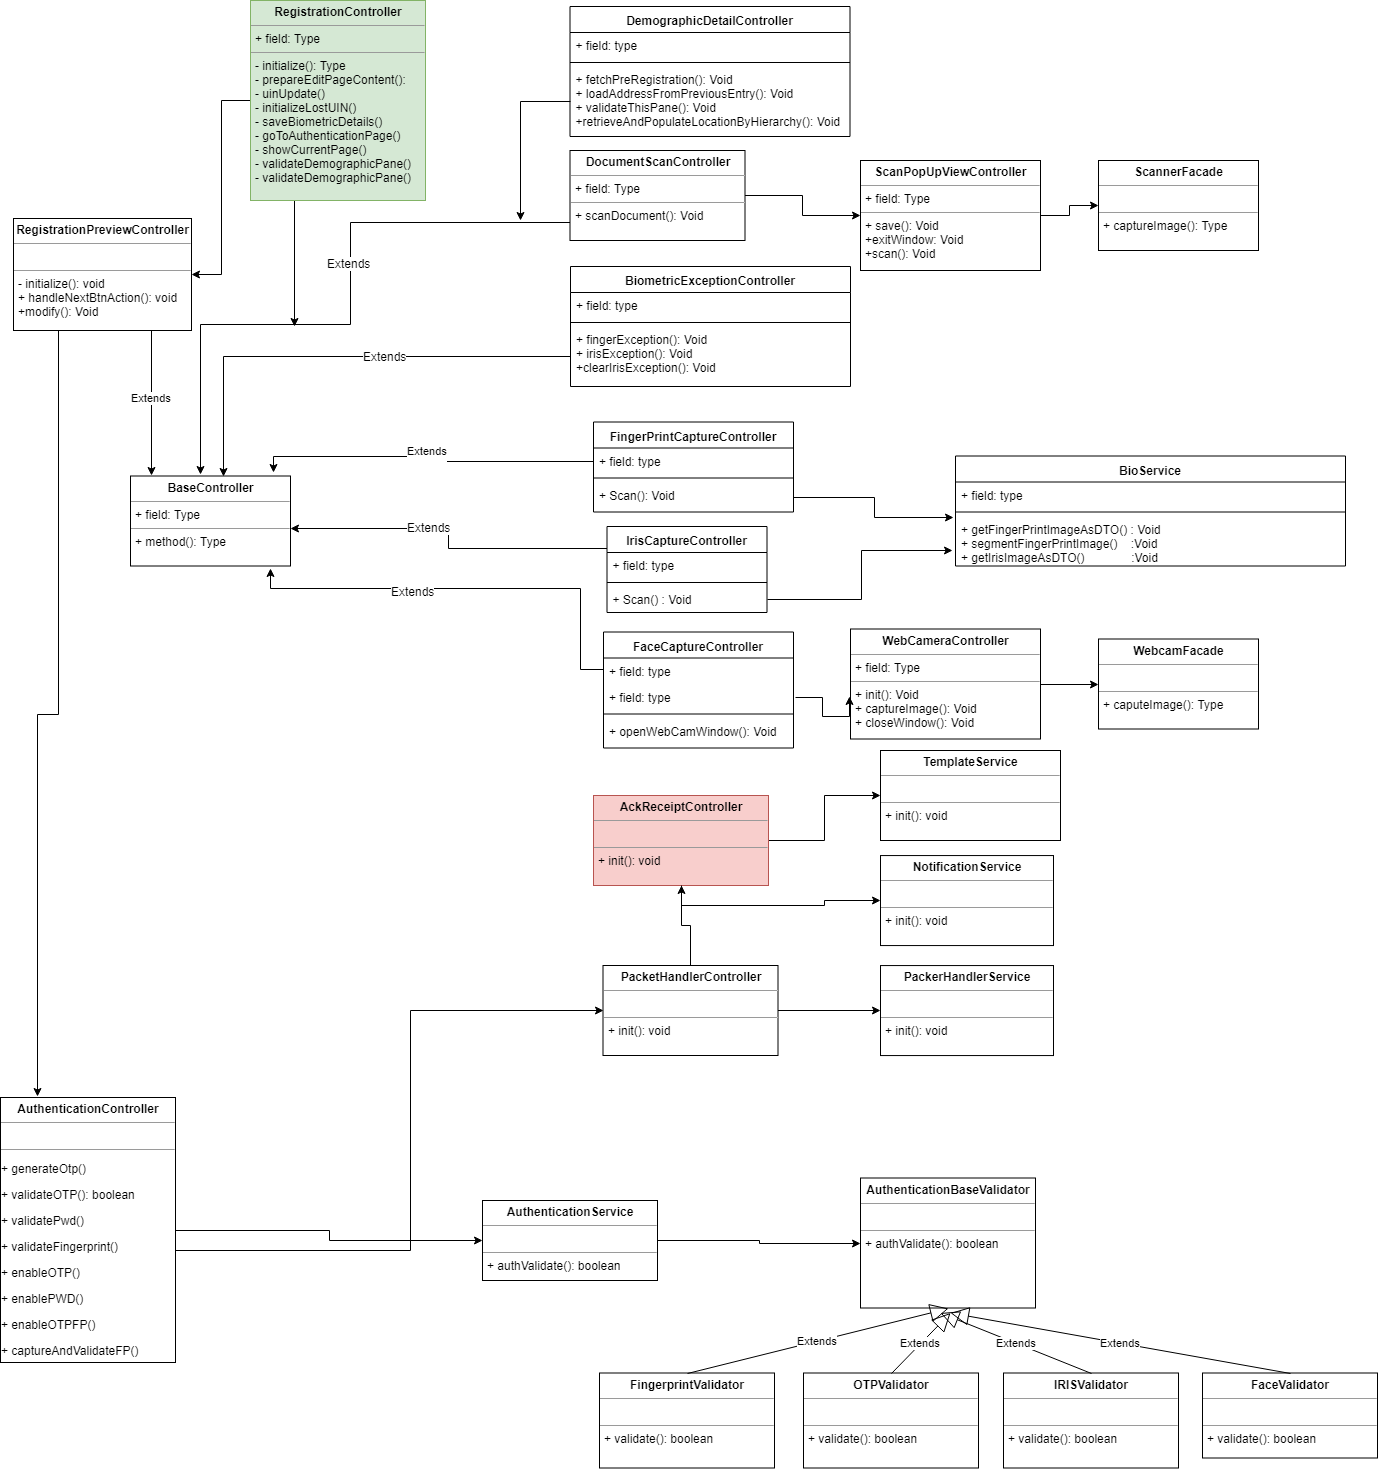 RegistrationController
+ field: Type
- initialize(): Type
- prepareEditPageContent():
- uinUpdate()
- initializeLostUIN()
- saveBiometricDetails()
- goToAuthenticationPage()
- showCurrentPage()
- validateDemographicPane()
- validateDemographicPane()
DemographicDetailController
+ field: type
+ fetchPreRegistration(): Void
+ loadAddressFromPreviousEntry(): Void
+ validateThisPane(): Void
+retrieveAndPopulateLocationByHierarchy(): Void
DocumentScanController
+ field: Type
+ scanDocument(): Void
ScanPopUpViewController
+ field: Type
+ save(): Void
+exitWindow: Void
+scan(): Void
ScannerFacade
+ captureImage(): Type
RegistrationPreviewController
- initialize(): void
+ handleNextBtnAction(): void
+modify(): Void
Extends
BiometricExceptionController
+ field: type
+ fingerException(): Void
+ irisException(): Void
+clearIrisException(): Void
Extends
Extends
FingerPrintCaptureController
+ field: type
+ Scan(): Void
Extends
BaseController
+ field: Type
+ method(): Type
BioService
+ field: type
+ getFingerPrintImageAsDTO() : Void
+ segmentFingerPrintImage() :Void
+ getIrisImageAsDTO() :Void
Extends
IrisCaptureController
+ field: type
+ Scan() : Void
Extends
FaceCaptureController
+ field: type
+ field: type
+ openWebCamWindow(): Void
WebCameraController
+ field: Type
+ init(): Void
+ captureImage(): Void
+ closeWindow(): Void
WebcamFacade
+ caputeImage(): Type
TemplateService
+ init(): void
AckReceiptController
+ init(): void
NotificationService
+ init(): void
PacketHandlerController
+ init(): void
PackerHandlerService
+ init(): void
AuthenticationController
+ generateOtp()
+ validateOTP(): boolean
+ validatePwd()
+ validateFingerprint()
+ enableOTP()
+ enablePWD()
+ enableOTPFP()
+ captureAndValidateFP()
AuthenticationService
+ authValidate(): boolean
AuthenticationBaseValidator
+ authValidate(): boolean
Extends
Extends
Extends
Extends
FingerprintValidator
+ validate(): boolean
OTPValidator
+ validate(): boolean
IRISValidator
+ validate(): boolean
FaceValidator
+ validate(): boolean